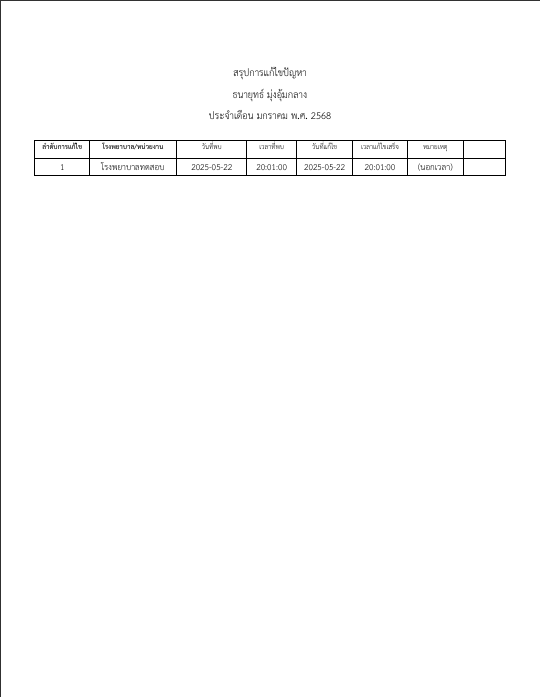 สรุปการแก้ไขปัญหา
ธนายุทธ์ มุ่งอุ้มกลาง
ประจำเดือน มกราคม พ.ศ. 2568
ลำดับการแก้ไข โรงพยาบาล/หน่วยงาน วันที่พบ เวลาที่พบ วันที่แก้ไข เวลาแก้ไขเสร็จ หมายเหตุ
1 โรงพยาบาลทดสอบ 2025-05-22 20:01:00 2025-05-22 20:01:00 (นอกเวลา)